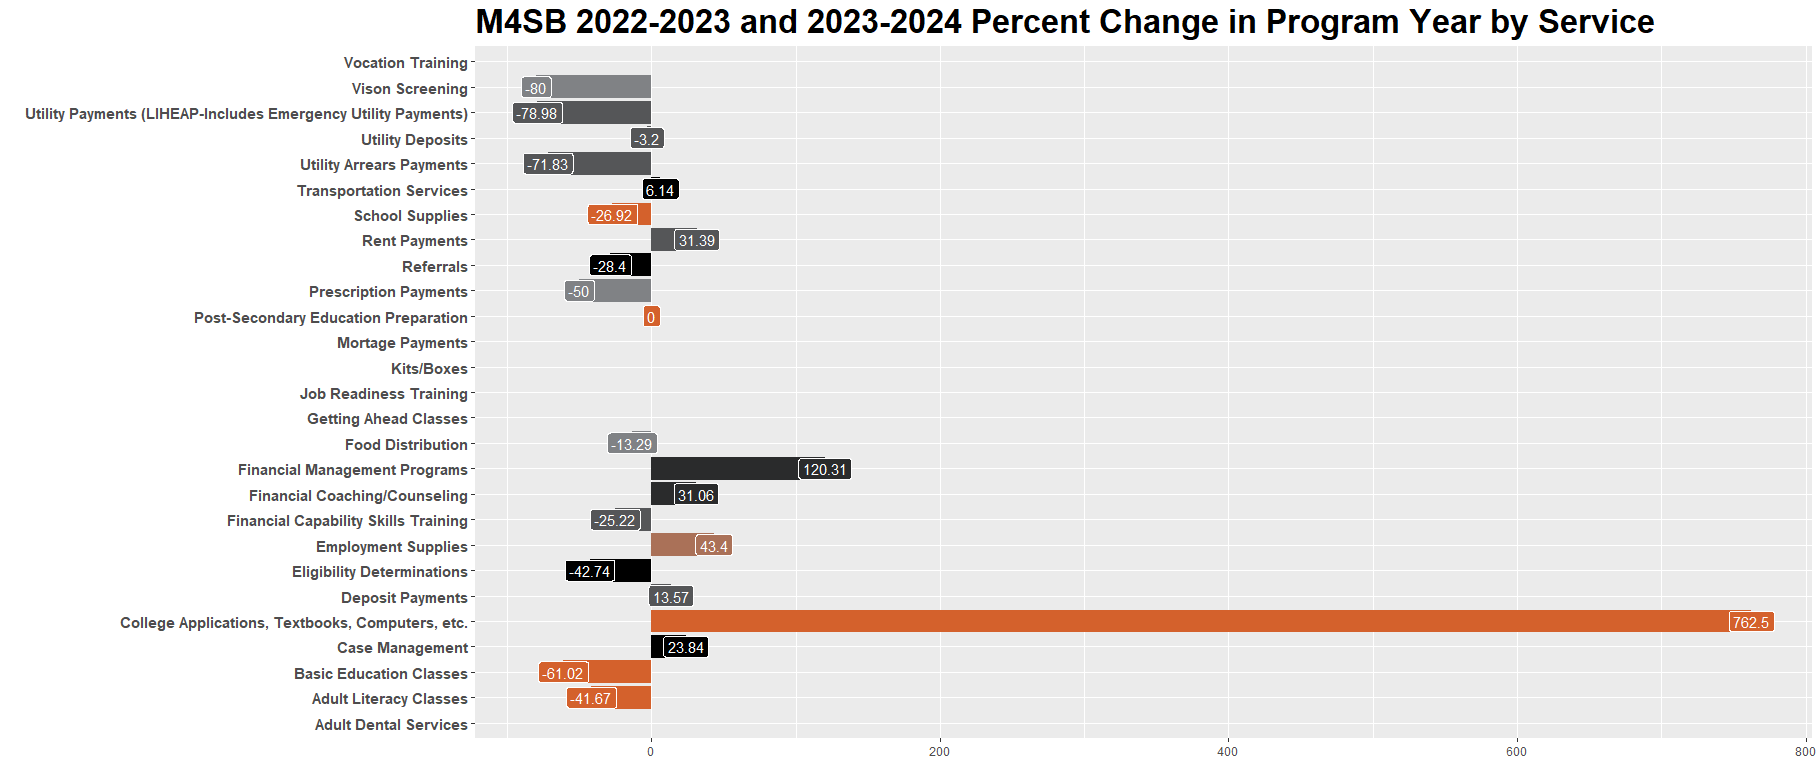 M4SB 2022-2023 and 2023-2024 Percent Change in Program Year by Service
Vocation Training
Vison Screening
-80
Utility Payments (LIHEAP-Includes Emergency Utility Payments)
-78.98
Utility Deposits
-3.2
Utility Arrears Payments
-71.83
Transportation Services
6.14
School Supplies
-26.92
Rent Payments
31.39
Referrals
-28.4
Prescription Payments
-50
Post-Secondary Education Preparation
0
Mortage Payments
Kits/Boxes
Job Readiness Training
Getting Ahead Classes
Food Distribution
-13.29
Financial Management Programs
120.31
Financial Coaching/Counseling
31.06
Financial Capability Skills Training
-25.22
Employment Supplies
43.4
Eligibility Determinations
-42.74
Deposit Payments
13.57
College Applications, Textbooks, Computers, etc.
762.5
Case Management
23.84
Basic Education Classes
-61.02
Adult Literacy Classes
-41.67
Adult Dental Services
0 200 400 600 800